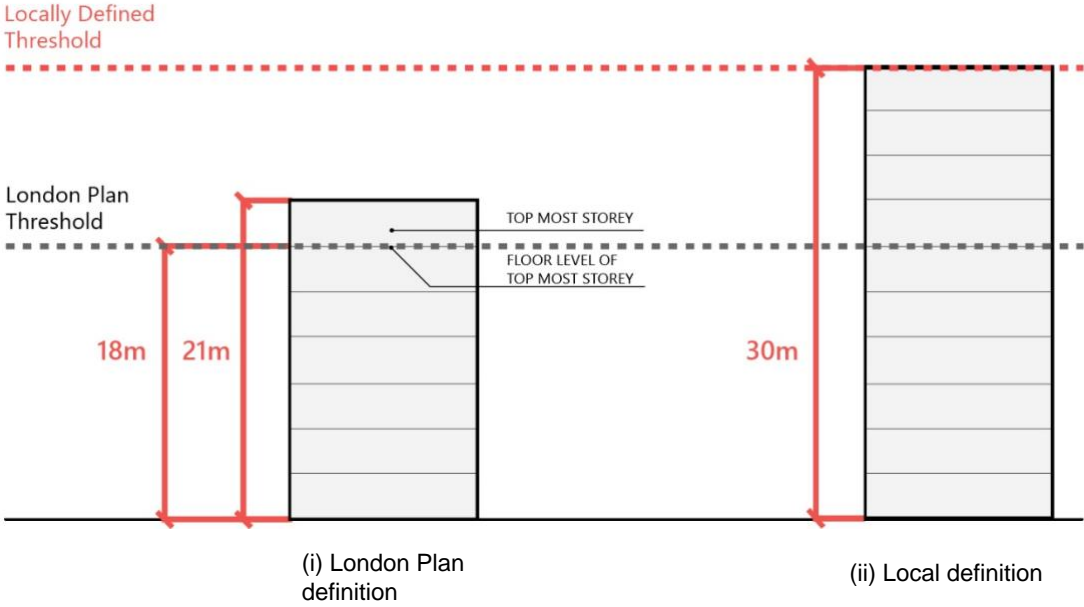 Locally Defined
Threshold
London Plan
Threshold
TOP MOST STOREY
FLOOR LEVEL OF
TOP MOST STOREY
18m
21m
30m
(i) London Plan
definition
(ii) Local definition